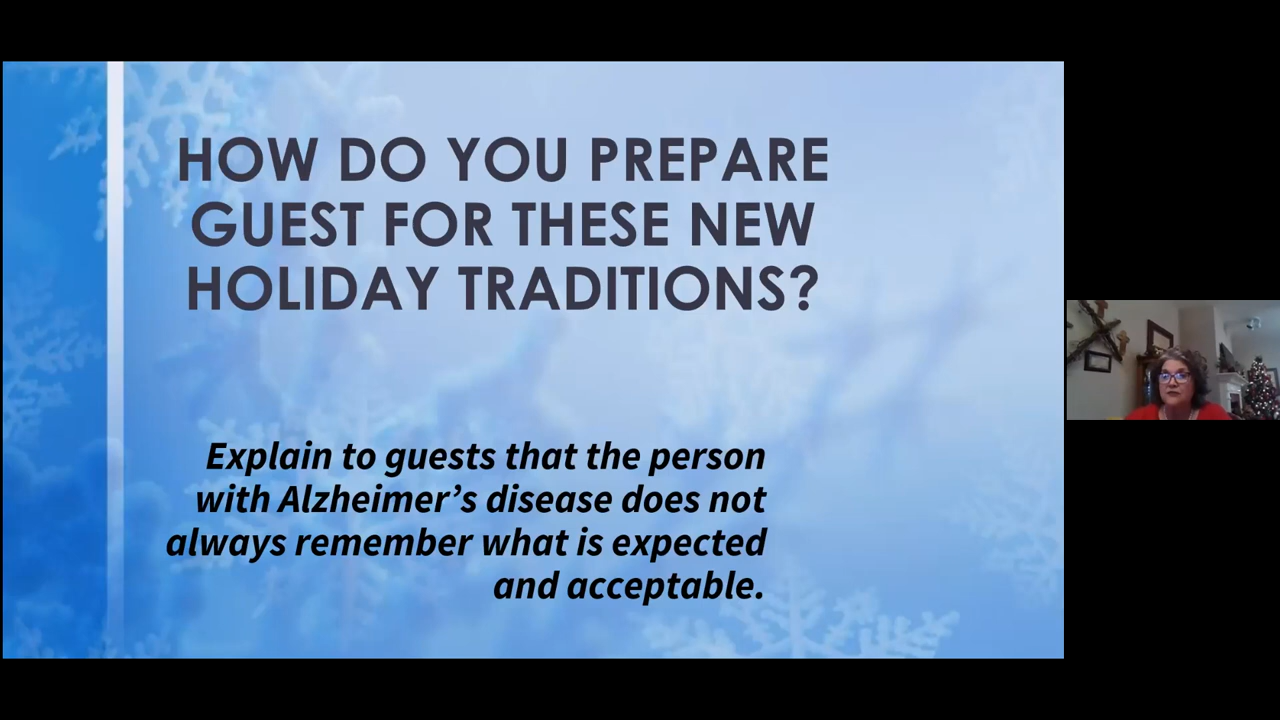 HOW DO YOU PREPARE
GUEST FOR THESE NEW
HOLIDAY TRADITIONS?
Explain to guests that the person
with Alzheimer’s disease does not
always remember what is expected
and acceptable.